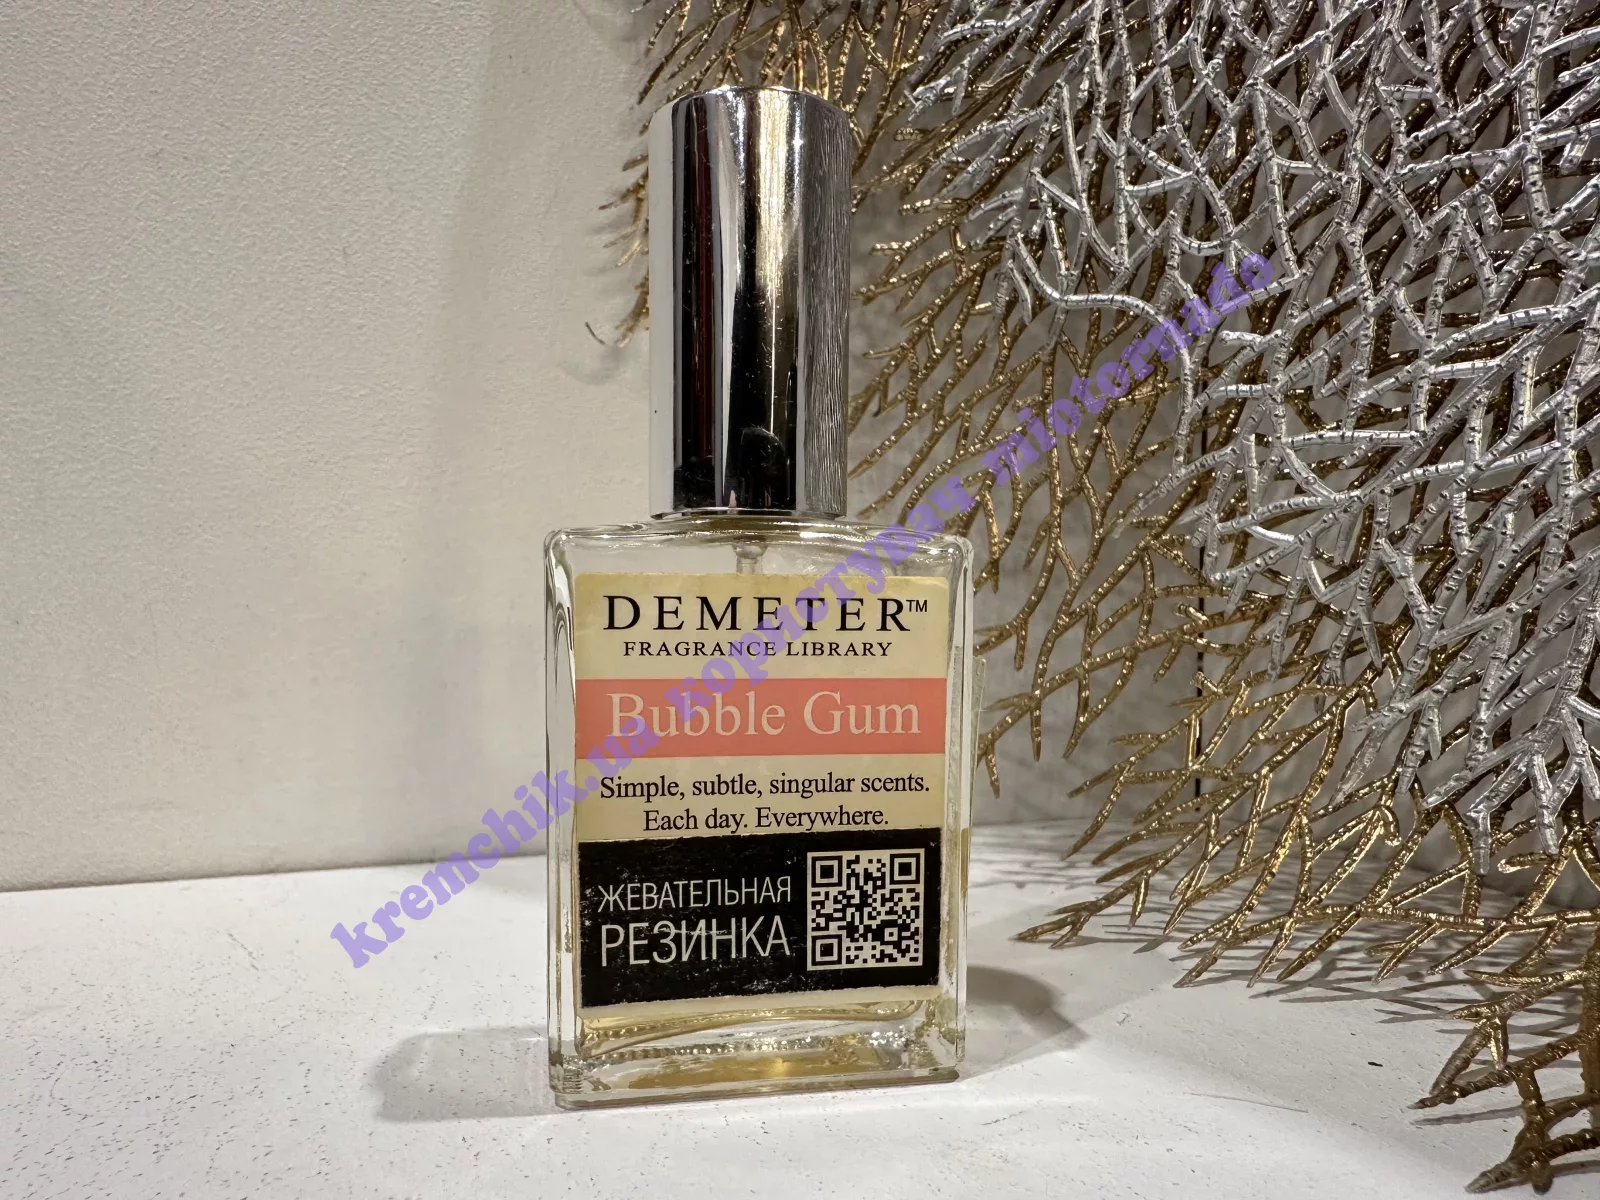 DEMETER™
FRAGRANCE LIBRARY
Bubble Gum
Simple, subtle, singular scents.
Each day. Everywhere.
ЖЕВАТЕЛЬНАЯ
РЕЗИНКА
kremchik.ua користувач miotornado